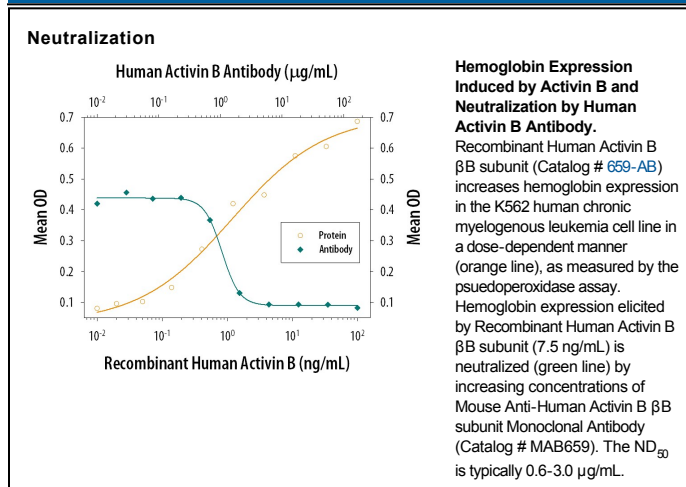 Neutralization
Human Activin B Antibody (µg/mL)
10-2 10-1 100 101 102
0.7 0.7
0.6 0.6
0.5 0.5
0.4 0.4
0.3 0.3
0.2 0.2
0.1 0.1
Mean OD
Mean OD
Protein
Antibody
10-2 10-1 100 101 102
Recombinant Human Activin B (ng/mL)
Hemoglobin Expression
Induced by Activin B and
Neutralization by Human
Activin B Antibody.
Recombinant Human Activin B
βB subunit (Catalog # 659-AB)
increases hemoglobin expression
in the K562 human chronic
myelogenous leukemia cell line in
a dose-dependent manner
(orange line), as measured by the
psuedoperoxidase assay.
Hemoglobin expression elicited
by Recombinant Human Activin B
βB subunit (7.5 ng/mL) is
neutralized (green line) by
increasing concentrations of
Mouse Anti-Human Activin B βB
subunit Monoclonal Antibody
(Catalog # MAB659). The ND50
is typically 0.6-3.0 µg/mL.